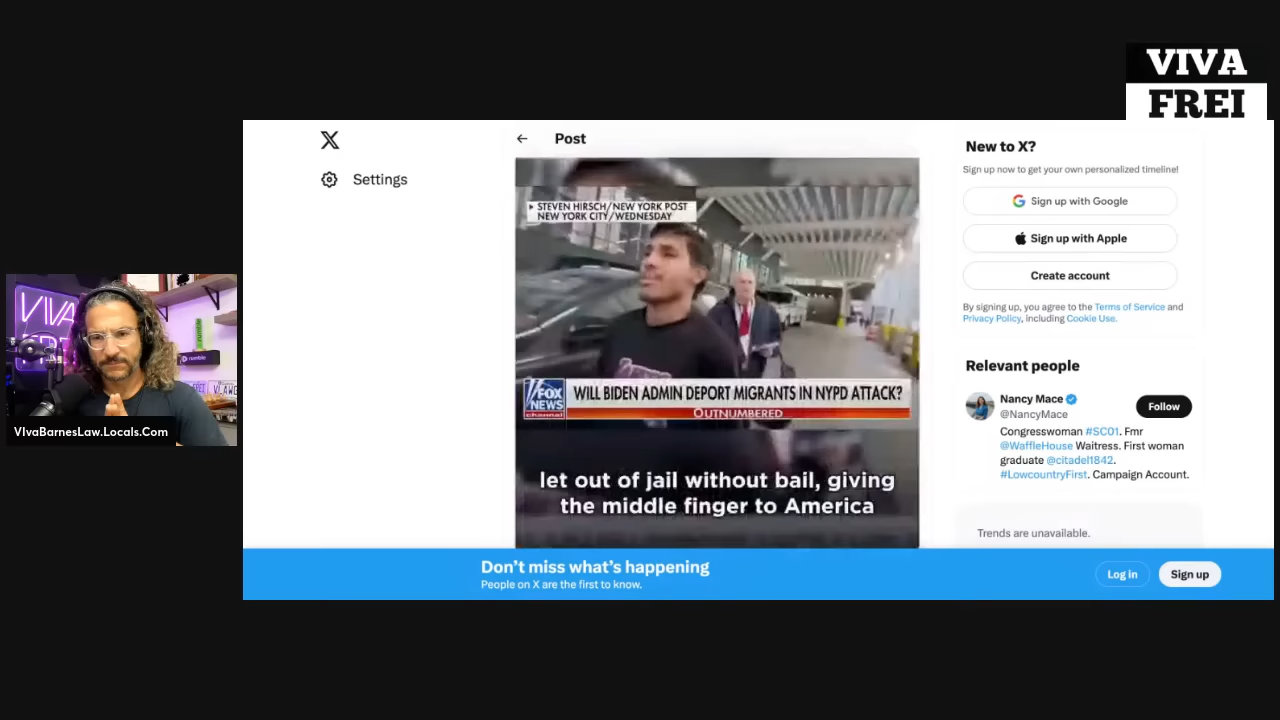 VIVA
FREI
Post
Settings
STEVEN HIRSCH/NEW YORK POST
NEW YORK CITY/WEDNESDAY
FOX
NEWS
channel
WILL BIDEN ADMIN DEPORT MIGRANTS IN NYPD ATTACK?
OUTNUMBERED
let out of jail without bail, giving
the middle finger to America
New to X?
Sign up now to get your own personalized timeline!
Sign up with Google
Sign up with Apple
Create account
By signing up, you agree to the Terms of Service and
Privacy Policy, including Cookie Use.
Relevant people
Nancy Mace
@NancyMace
Follow
Congresswoman #SC01. Fmr
@WaffleHouse Waitress. First woman
graduate @citadel1842.
#LowcountryFirst. Campaign Account.
Trends are unavailable.
Don't miss what's happening
People on X are the first to know.
Log in
Sign up
VIVA
rumble
VIvaBarnesLaw.Locals.Com